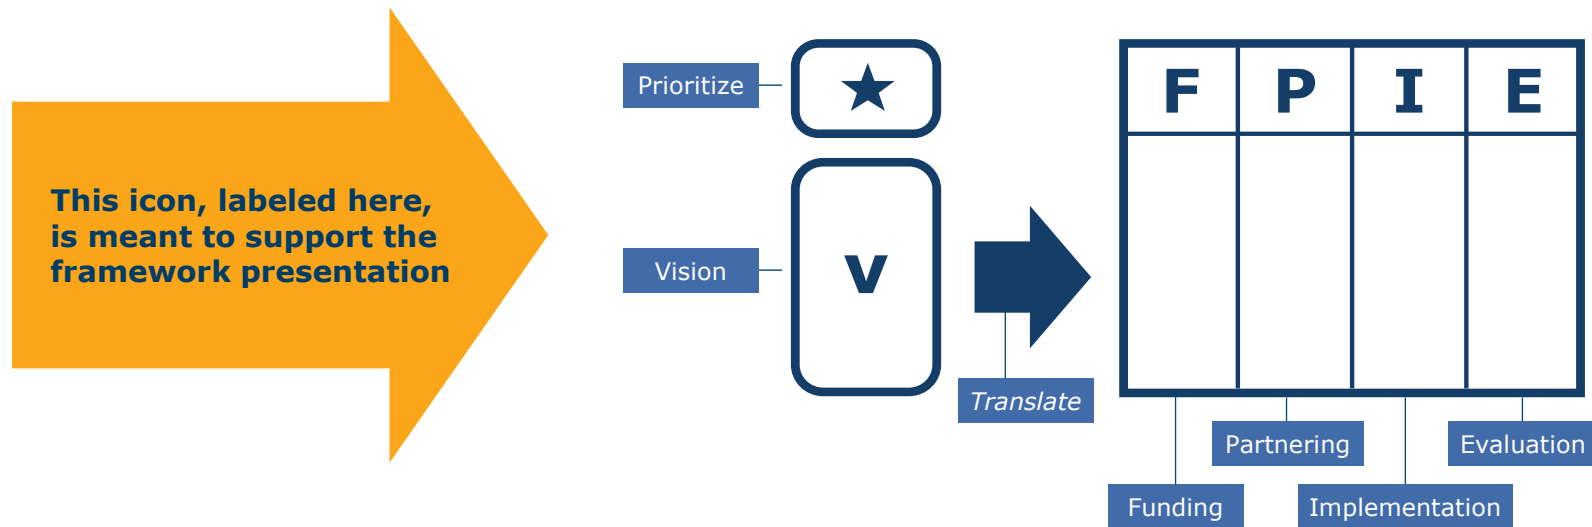 This icon, labeled here,
is meant to support the
framework presentation
Prioritize
Vision
v
Translate
F P I E
Partnering
Evaluation
Funding
Implementation